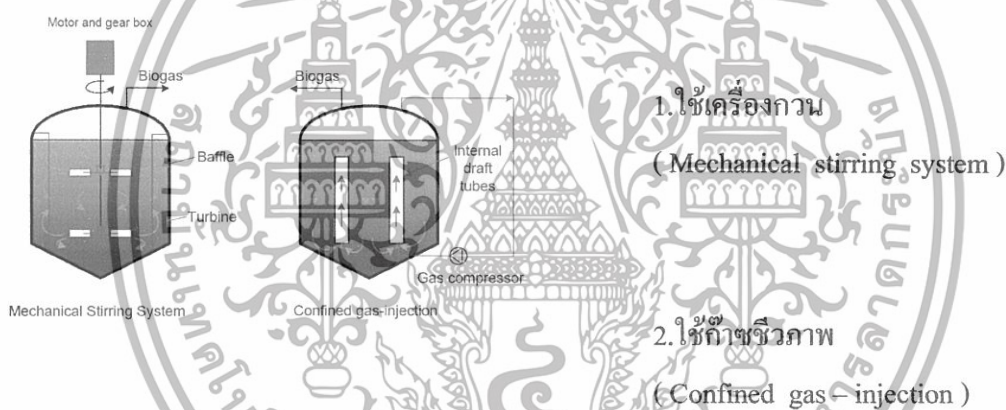 Motor and gear box
Biogas
Baffle
Turbine
Mechanical Stirring System
Biogas
Internal
draft
tubes
Gas compressor
Confined gas-injection
1.ใช้เครื่องกวน
( Mechanical stirring system )
2.ใช้ก๊าซชีวภาพ
( Confined gas – injection )